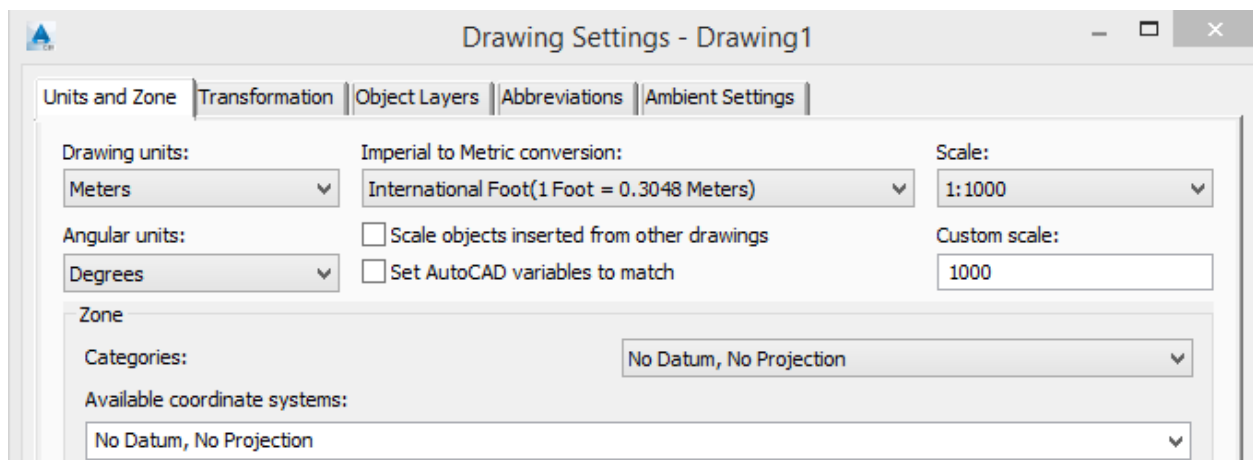 Drawing Settings - Drawing1
Units and Zone Transformation Object Layers Abbreviations Ambient Settings
Drawing units: Imperial to Metric conversion: Scale:
Meters International Foot(1 Foot = 0.3048 Meters) 1:1000
Angular units: Scale objects inserted from other drawings Custom scale:
Degrees Set AutoCAD variables to match 1000
Zone
Categories: No Datum, No Projection
Available coordinate systems:
No Datum, No Projection